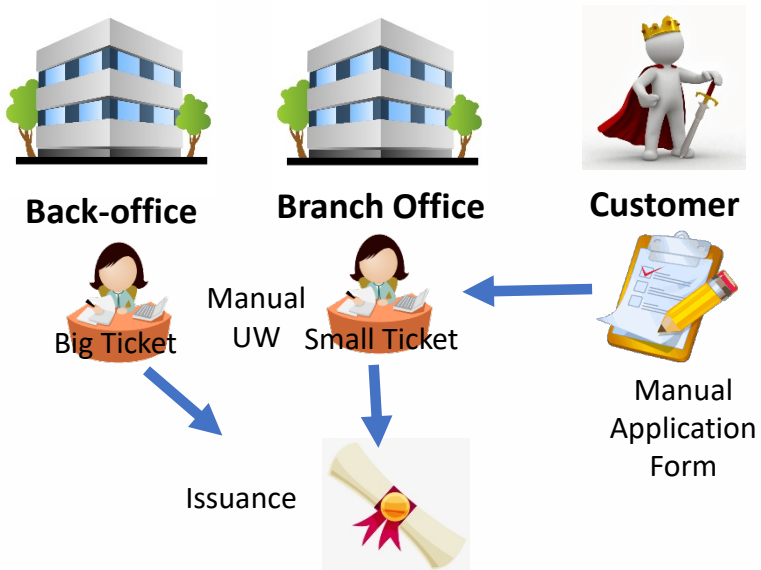 Back-office
Branch Office
Customer
Manual
UW
Big Ticket
Small Ticket
Manual
Application
Form
Issuance